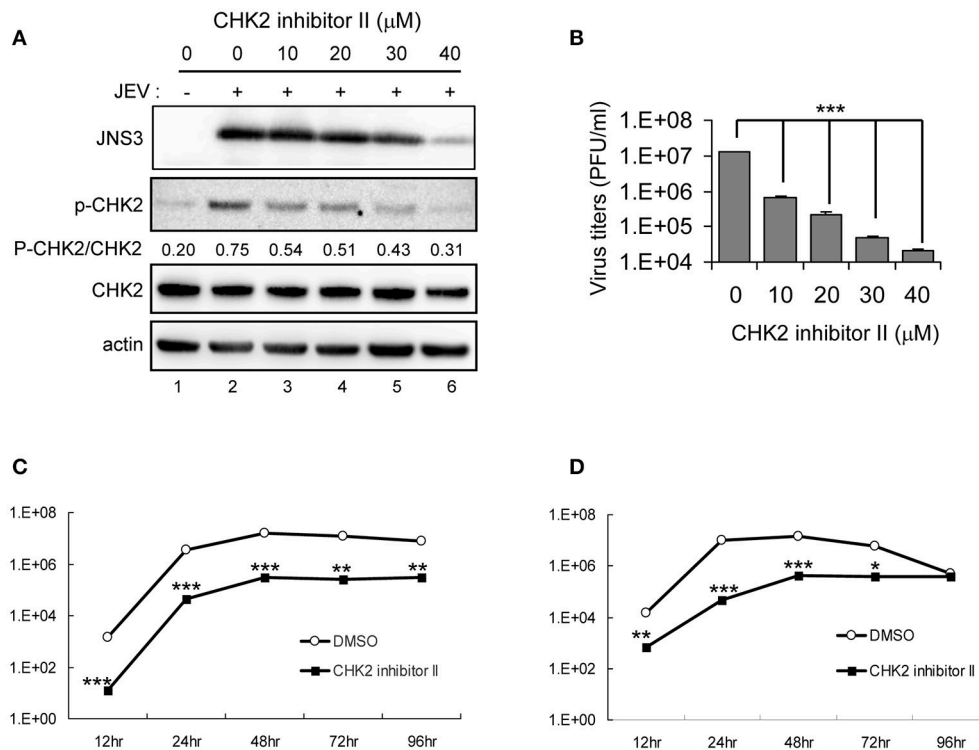 A
CHK2 inhibitor II (μM)
0 0 10 20 30 40
JEV : - + + + + +
JNS3
p-CHK2
P-CHK2/CHK2 0.20 0.75 0.54 0.51 0.43 0.31
CHK2
actin
1 2 3 4 5 6
B
***
Virus titers (PFU/ml)
1.E+08
1.E+07
1.E+06
1.E+05
1.E+04
0 10 20 30 40
CHK2 inhibitor II (μM)
C
1.E+08
1.E+06
1.E+04
1.E+02
1.E+00
*** *** *** ** **
DMSO
CHK2 inhibitor II
12hr 24hr 48hr 72hr 96hr
D
1.E+08
1.E+06
1.E+04
1.E+02
1.E+00
** *** *** *
DMSO
CHK2 inhibitor II
12hr 24hr 48hr 72hr 96hr